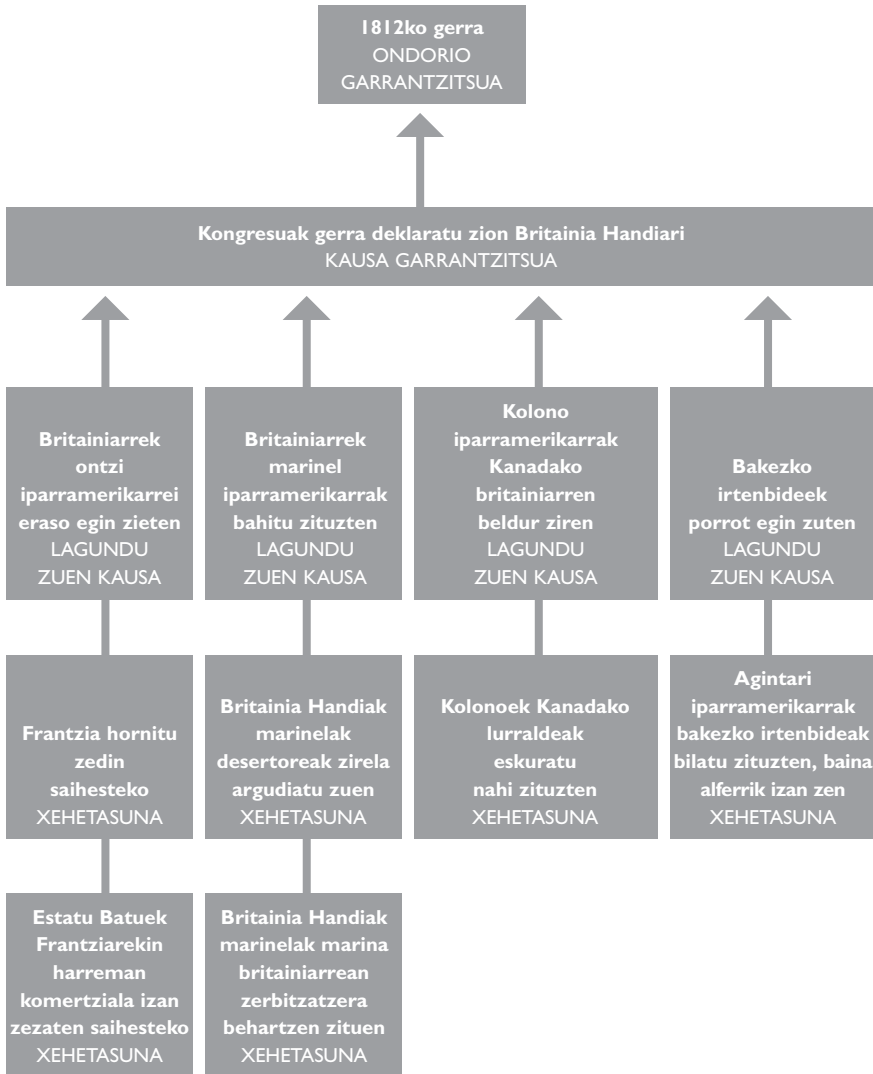 1812ko gerra
ONDORIO
GARRANTZITSUA
Kongresuak gerra deklaratu zion Britainia Handiari
KAUSA GARRANTZITSUA
Britainiarrek
ontzi
iparramerikarrei
eraso egin zieten
LAGUNDU
ZUEN KAUSA
Britainiarrek
marinel
iparramerikarrak
bahitu zituzten
LAGUNDU
ZUEN KAUSA
Kolono
iparramerikarrak
Kanadako
britainiarren
beldur ziren
LAGUNDU
ZUEN KAUSA
Bakezko
irtenbideek
porrot egin zuten
LAGUNDU
ZUEN KAUSA
Frantzia hornitu
zedin
saihesteko
XEHETASUNA
Britainia Handiak
marinelak
desertoreak zirela
argudiatu zuen
XEHETASUNA
Kolonoek Kanadako
lurraldeak
eskuratu
nahi zituzten
XEHETASUNA
Agintari
iparramerikarrak
bakezko irtenbideak
bilatu zituzten, baina
alferrik izan zen
XEHETASUNA
Estatu Batuek
Frantziarekin
harreman
komertziala izan
zezaten saihesteko
XEHETASUNA
Britainia Handiak
marinelak marina
britainiarrean
zerbitzatzera
behartzen zituen
XEHETASUNA